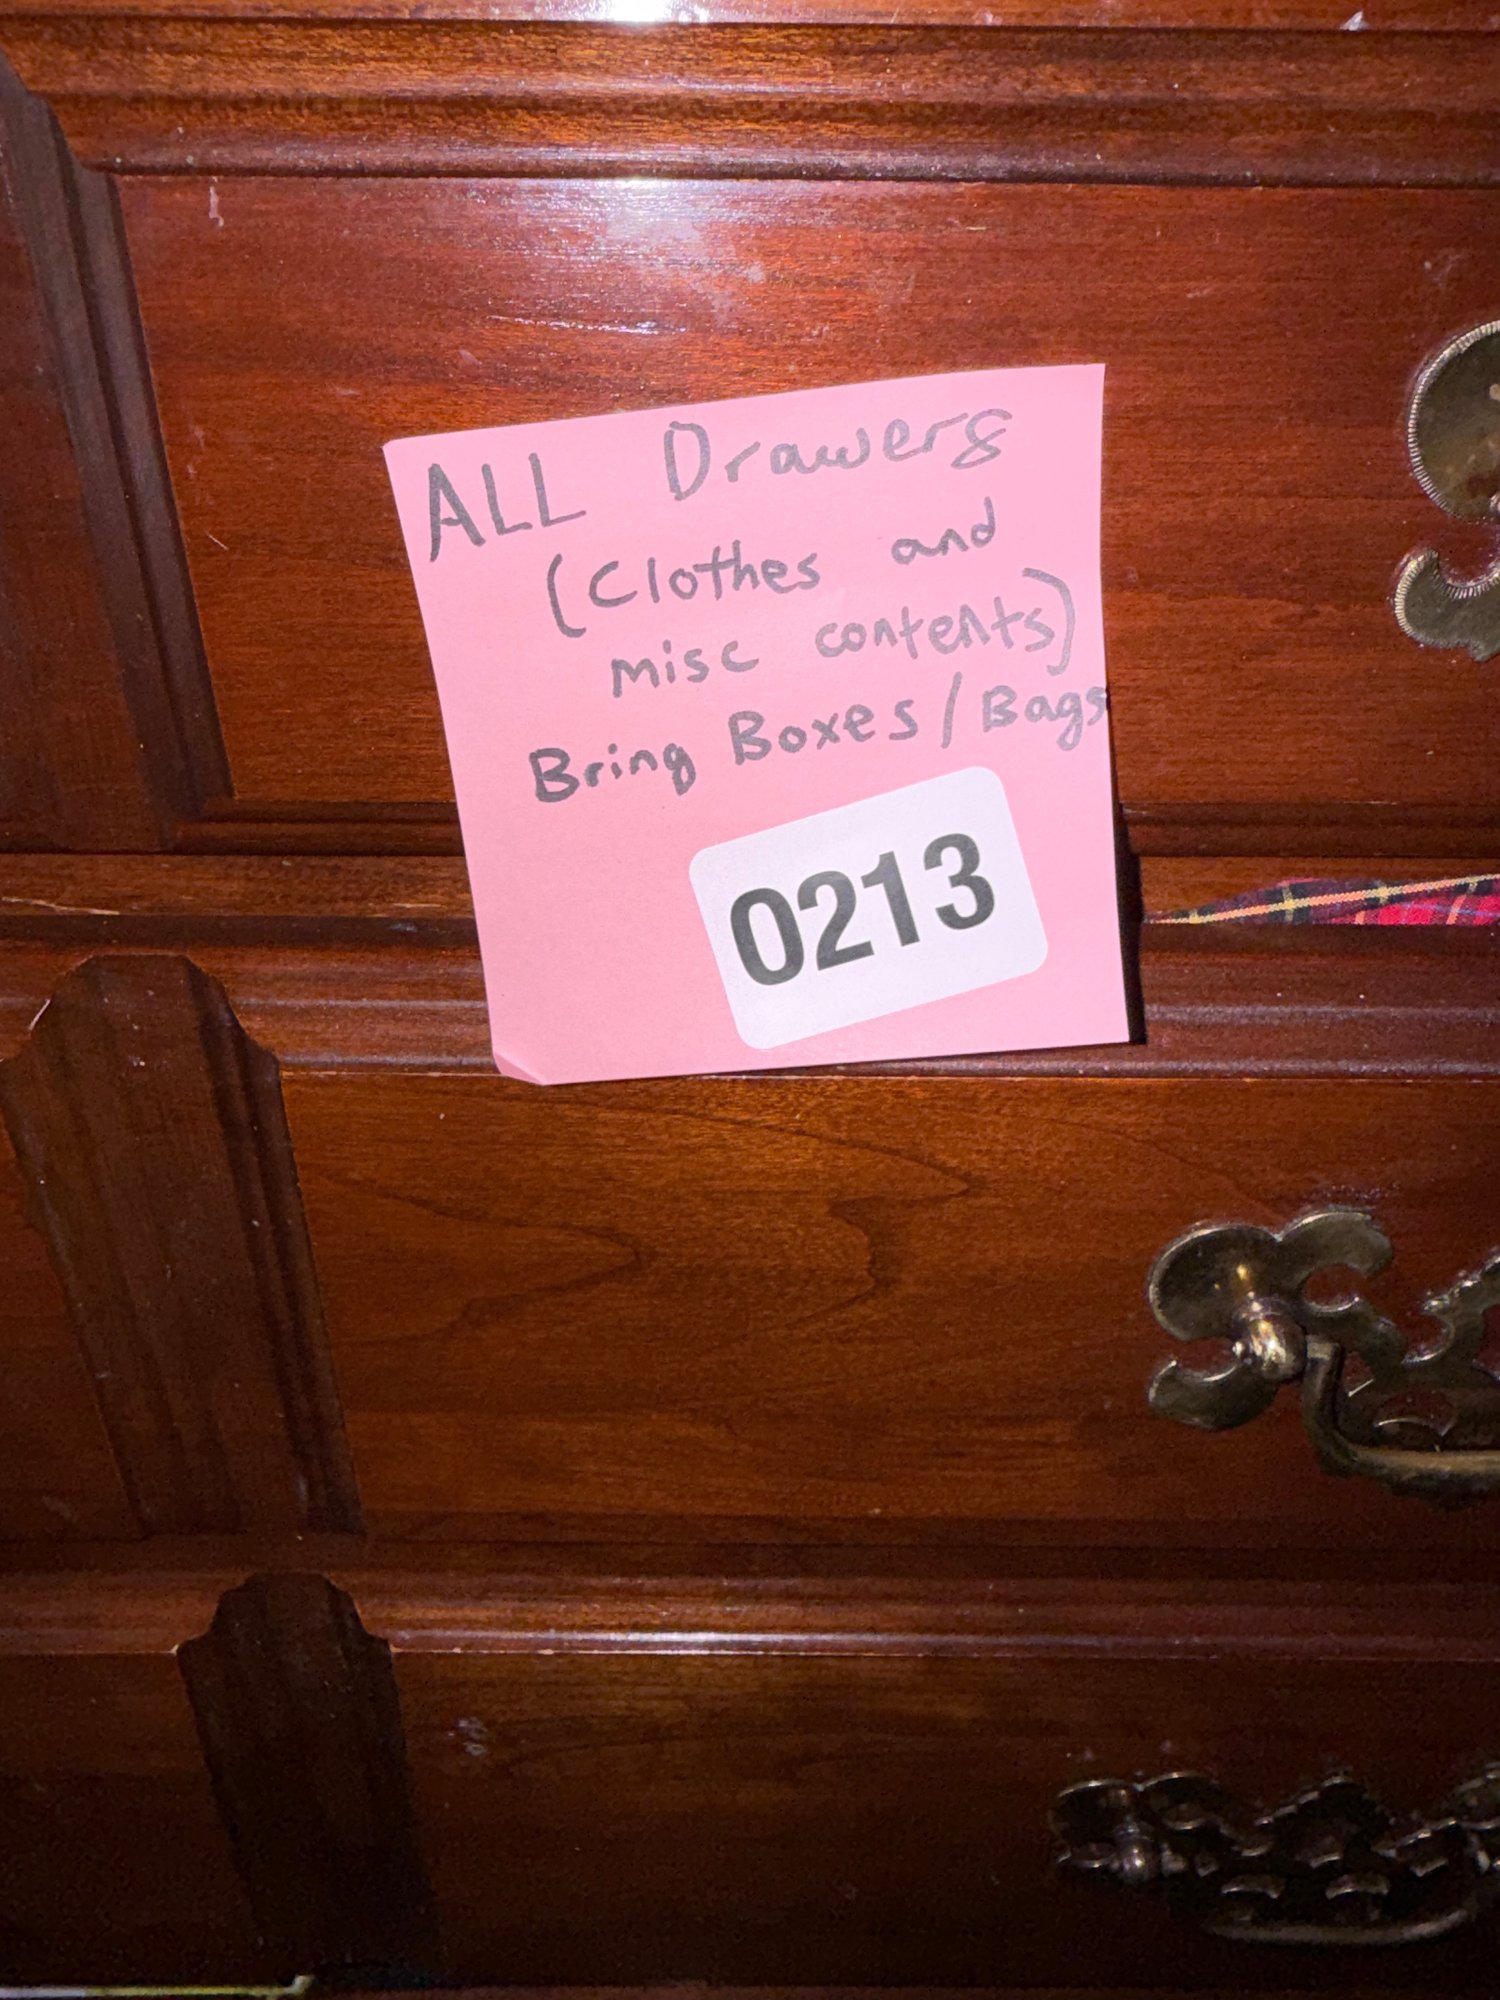 ALL Drawers
(Clothes and
misc contents)
Bring Boxes/Bags
0213